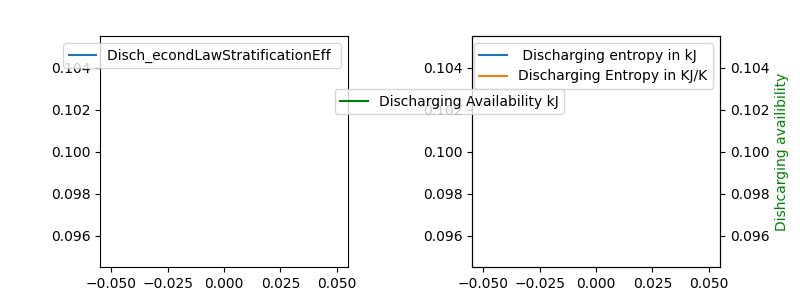 Disch_econdLawStratificationEff
0.104
0.102
0.100
0.098
0.096
−0.050 −0.025 0.000 0.025 0.050
Discharging entropy in kJ
Discharging Entropy in KJ/K
Discharging Availability kJ
0.104
0.102
0.100
0.098
0.096
−0.050 −0.025 0.000 0.025 0.050
0.104
0.102
0.100
0.098
0.096
Dishcarging availibility